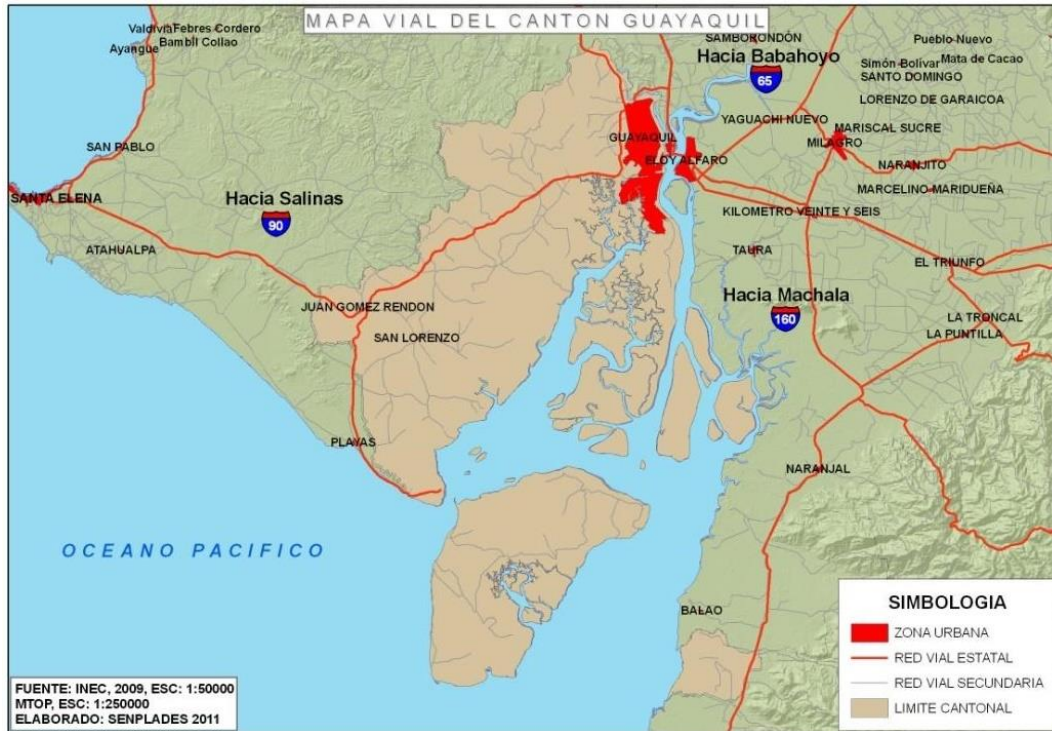 MAPA VIAL DEL CANTON GUAYAQUIL
Valdivia Febres Cordero
Bambil Collao
Ayangue
SAMBORONDÓN
Hacia Babahoyo
65
Pueblo Nuevo
Simón Bolívar
Mata de Cacao
SANTO DOMINGO
LORENZO DE GARAICOA
YAGUACHI NUEVO
MARISCAL SUCRE
MILAGRO
GUAYAQUIL
ELOY ALFARO
NARANJITO
SAN PABLO
MARCELINO MARIDUEÑA
SANTA ELENA
Hacia Salinas
90
KILOMETRO VEINTE Y SEIS
ATAHUALPA
TAURA
EL TRIUNFO
Hacia Machala
160
JUAN GOMEZ RENDON
LA TRONCAL
SAN LORENZO
LA PUNTILLA
PLAYAS
NARANJAL
OCEANO PACIFICO
BALAO
SIMBOLOGIA
ZONA URBANA
RED VIAL ESTATAL
RED VIAL SECUNDARIA
LIMITE CANTONAL
FUENTE: INEC, 2009, ESC: 1:50000
MTOP, ESC: 1:250000
ELABORADO: SENPLADES 2011